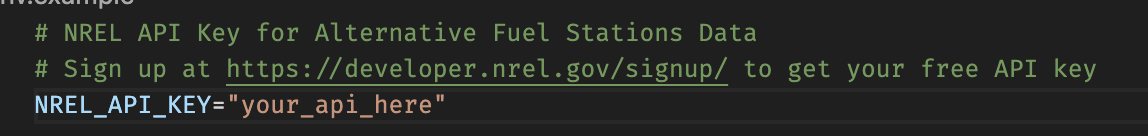 # NREL API Key for Alternative Fuel Stations Data
# Sign up at https://developer.nrel.gov/signup/ to get your free API key
NREL_API_KEY="your_api_here"